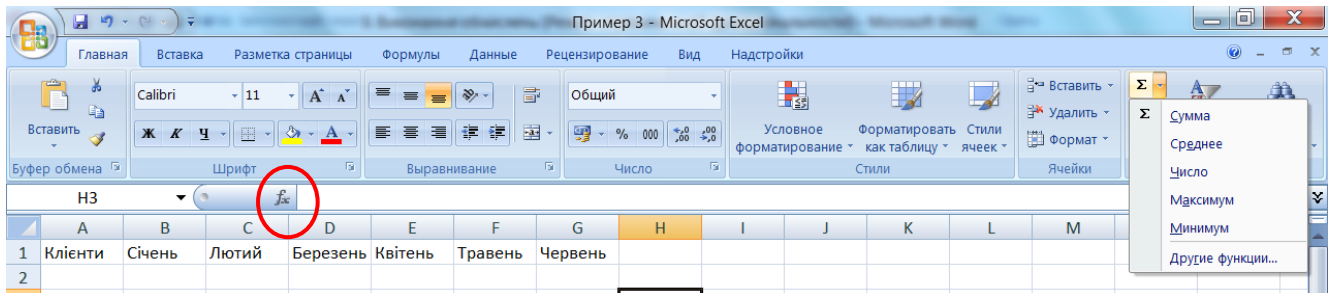 Пример 3 - Microsoft Excel
Главная Вставка Разметка страницы Формулы Данные Рецензирование Вид Надстройки
Calibri 11 Общий Вставить Σ
Вставить Условное форматирование Форматировать как таблицу Стили ячеек Удалить
Ж К Ч А % 000 Формат
Буфер обмена Шрифт Выравнивание Число Стили Ячейки
Σ Сумма
Среднее
Число
Максимум
Минимум
Другие функции...
H3 fx
A B C D E F G H I J K L M
1 Клієнти Січень Лютий Березень Квітень Травень Червень
2